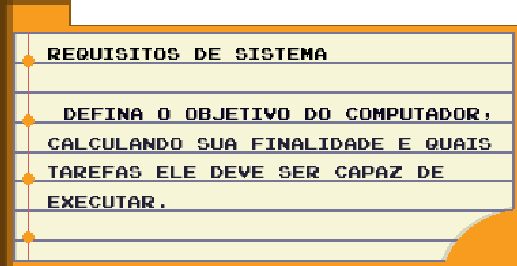 REQUISITOS DE SISTEMA
DEFINA O OBJETIVO DO COMPUTADOR,
CALCULANDO SUA FINALIDADE E QUAIS
TAREFAS ELE DEVE SER CAPAZ DE
EXECUTAR.